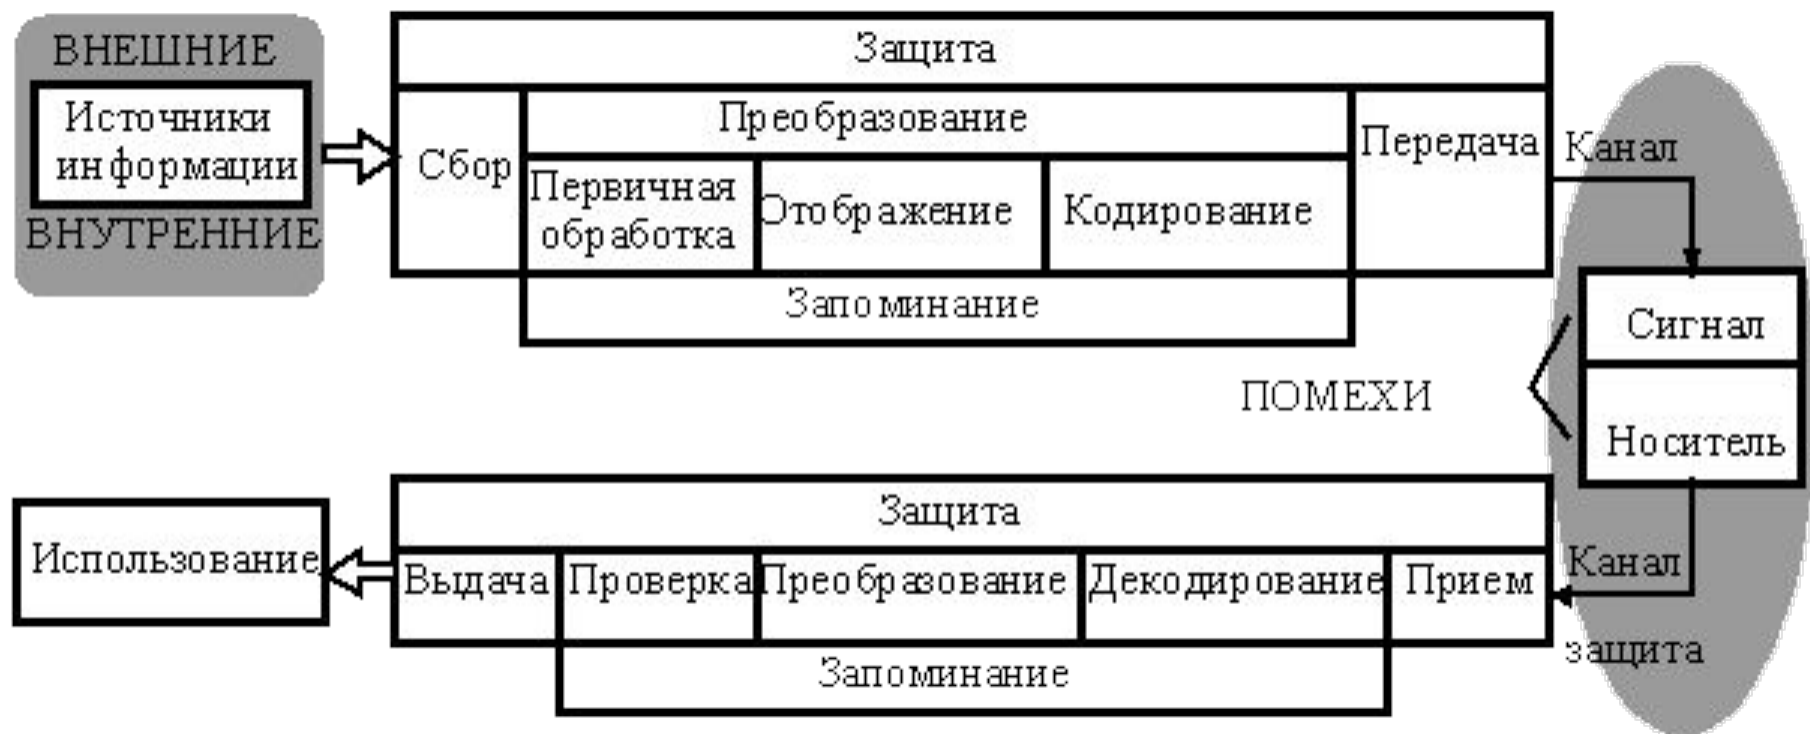 ВНЕШНИЕ
Источники
информации
ВНУТРЕННИЕ
Защита
Сбор
Преобразование
Первичная
обработка
Отображение
Кодирование
Передача
Запоминание
Канал
Сигнал
Носитель
ПОМЕХИ
Канал
защита
Защита
Прием
Декодирование
Преобразование
Проверка
Выдача
Запоминание
Использование